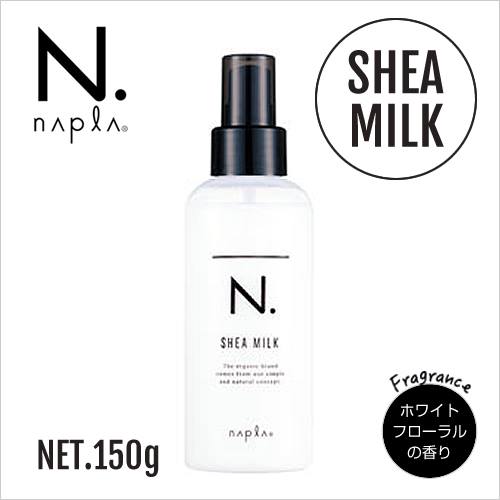 N.
napla®
SHEA
MILK
N.
SHEA MILK
The organic brand
comes from our simple
and natural concept.
napla®
NET.150g
Fragrance
ホワイト
フローラル
の香り